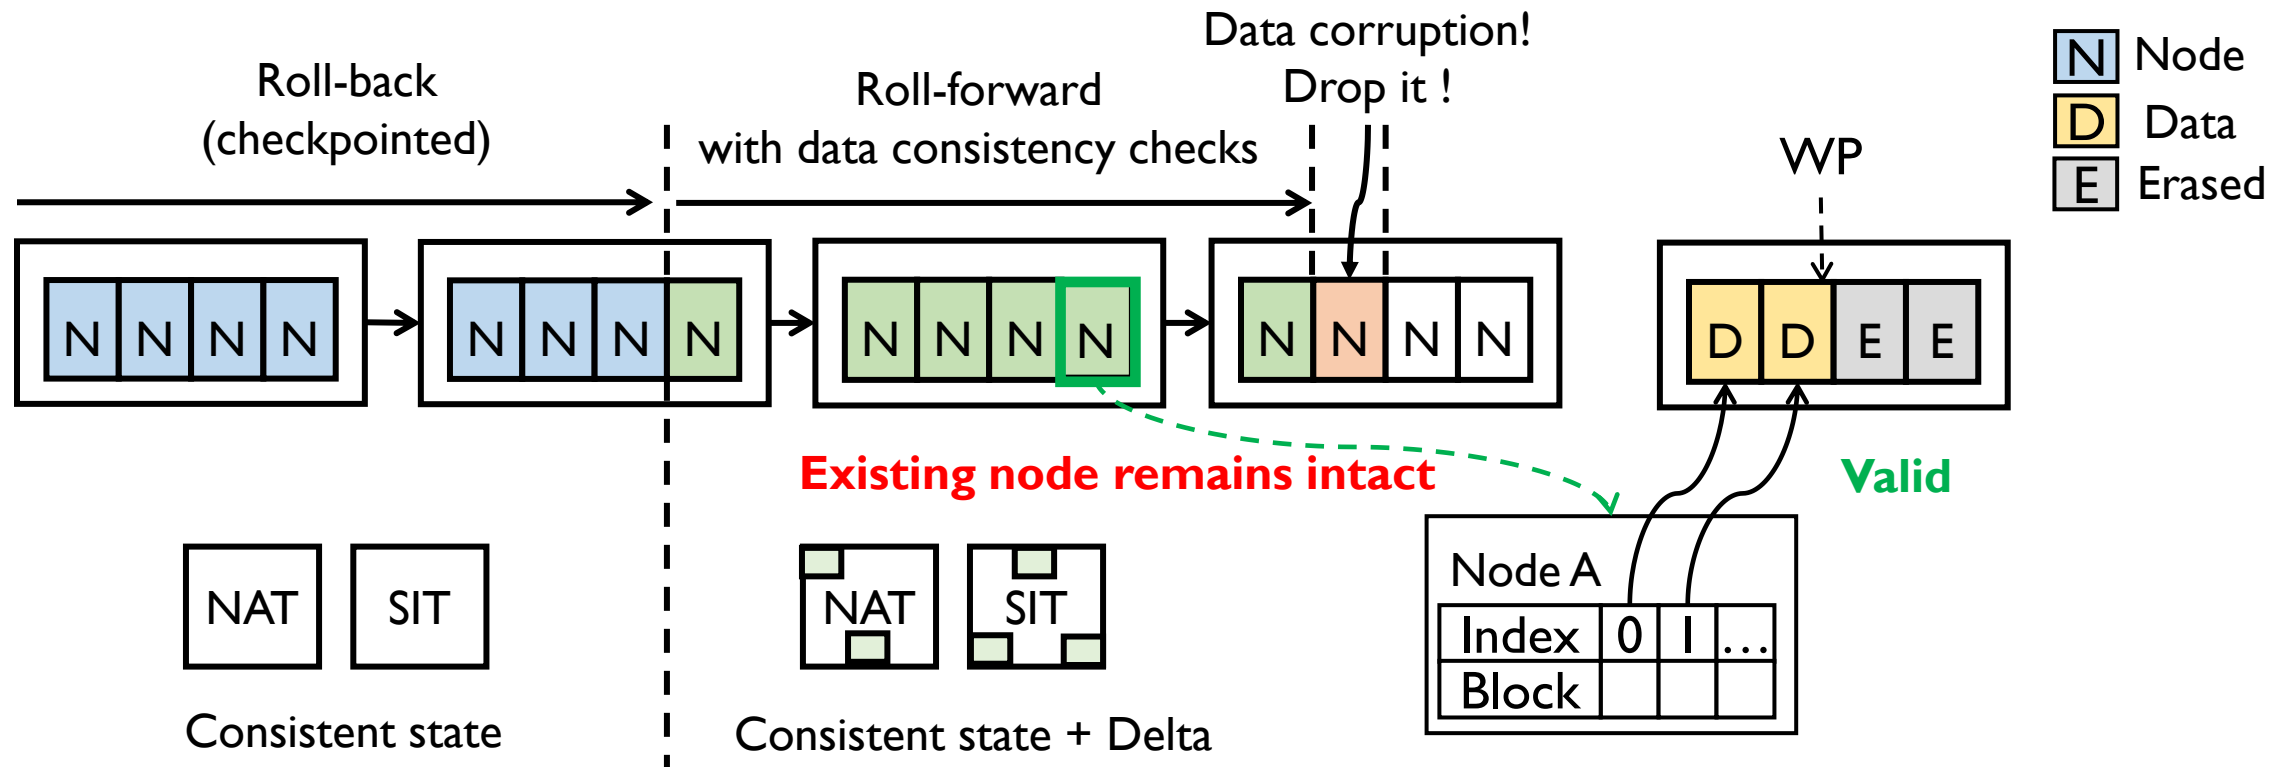 Data corruption!
Drop it !
Roll-back
(checkpointed)
Roll-forward
with data consistency checks
N Node
D Data
E Erased
WP
N N N N
N N N N
N N N N
N N N N
D D E E
Existing node remains intact
Valid
NAT
SIT
NAT
SIT
Node A
Index 0 1 ...
Block
Consistent state
Consistent state + Delta